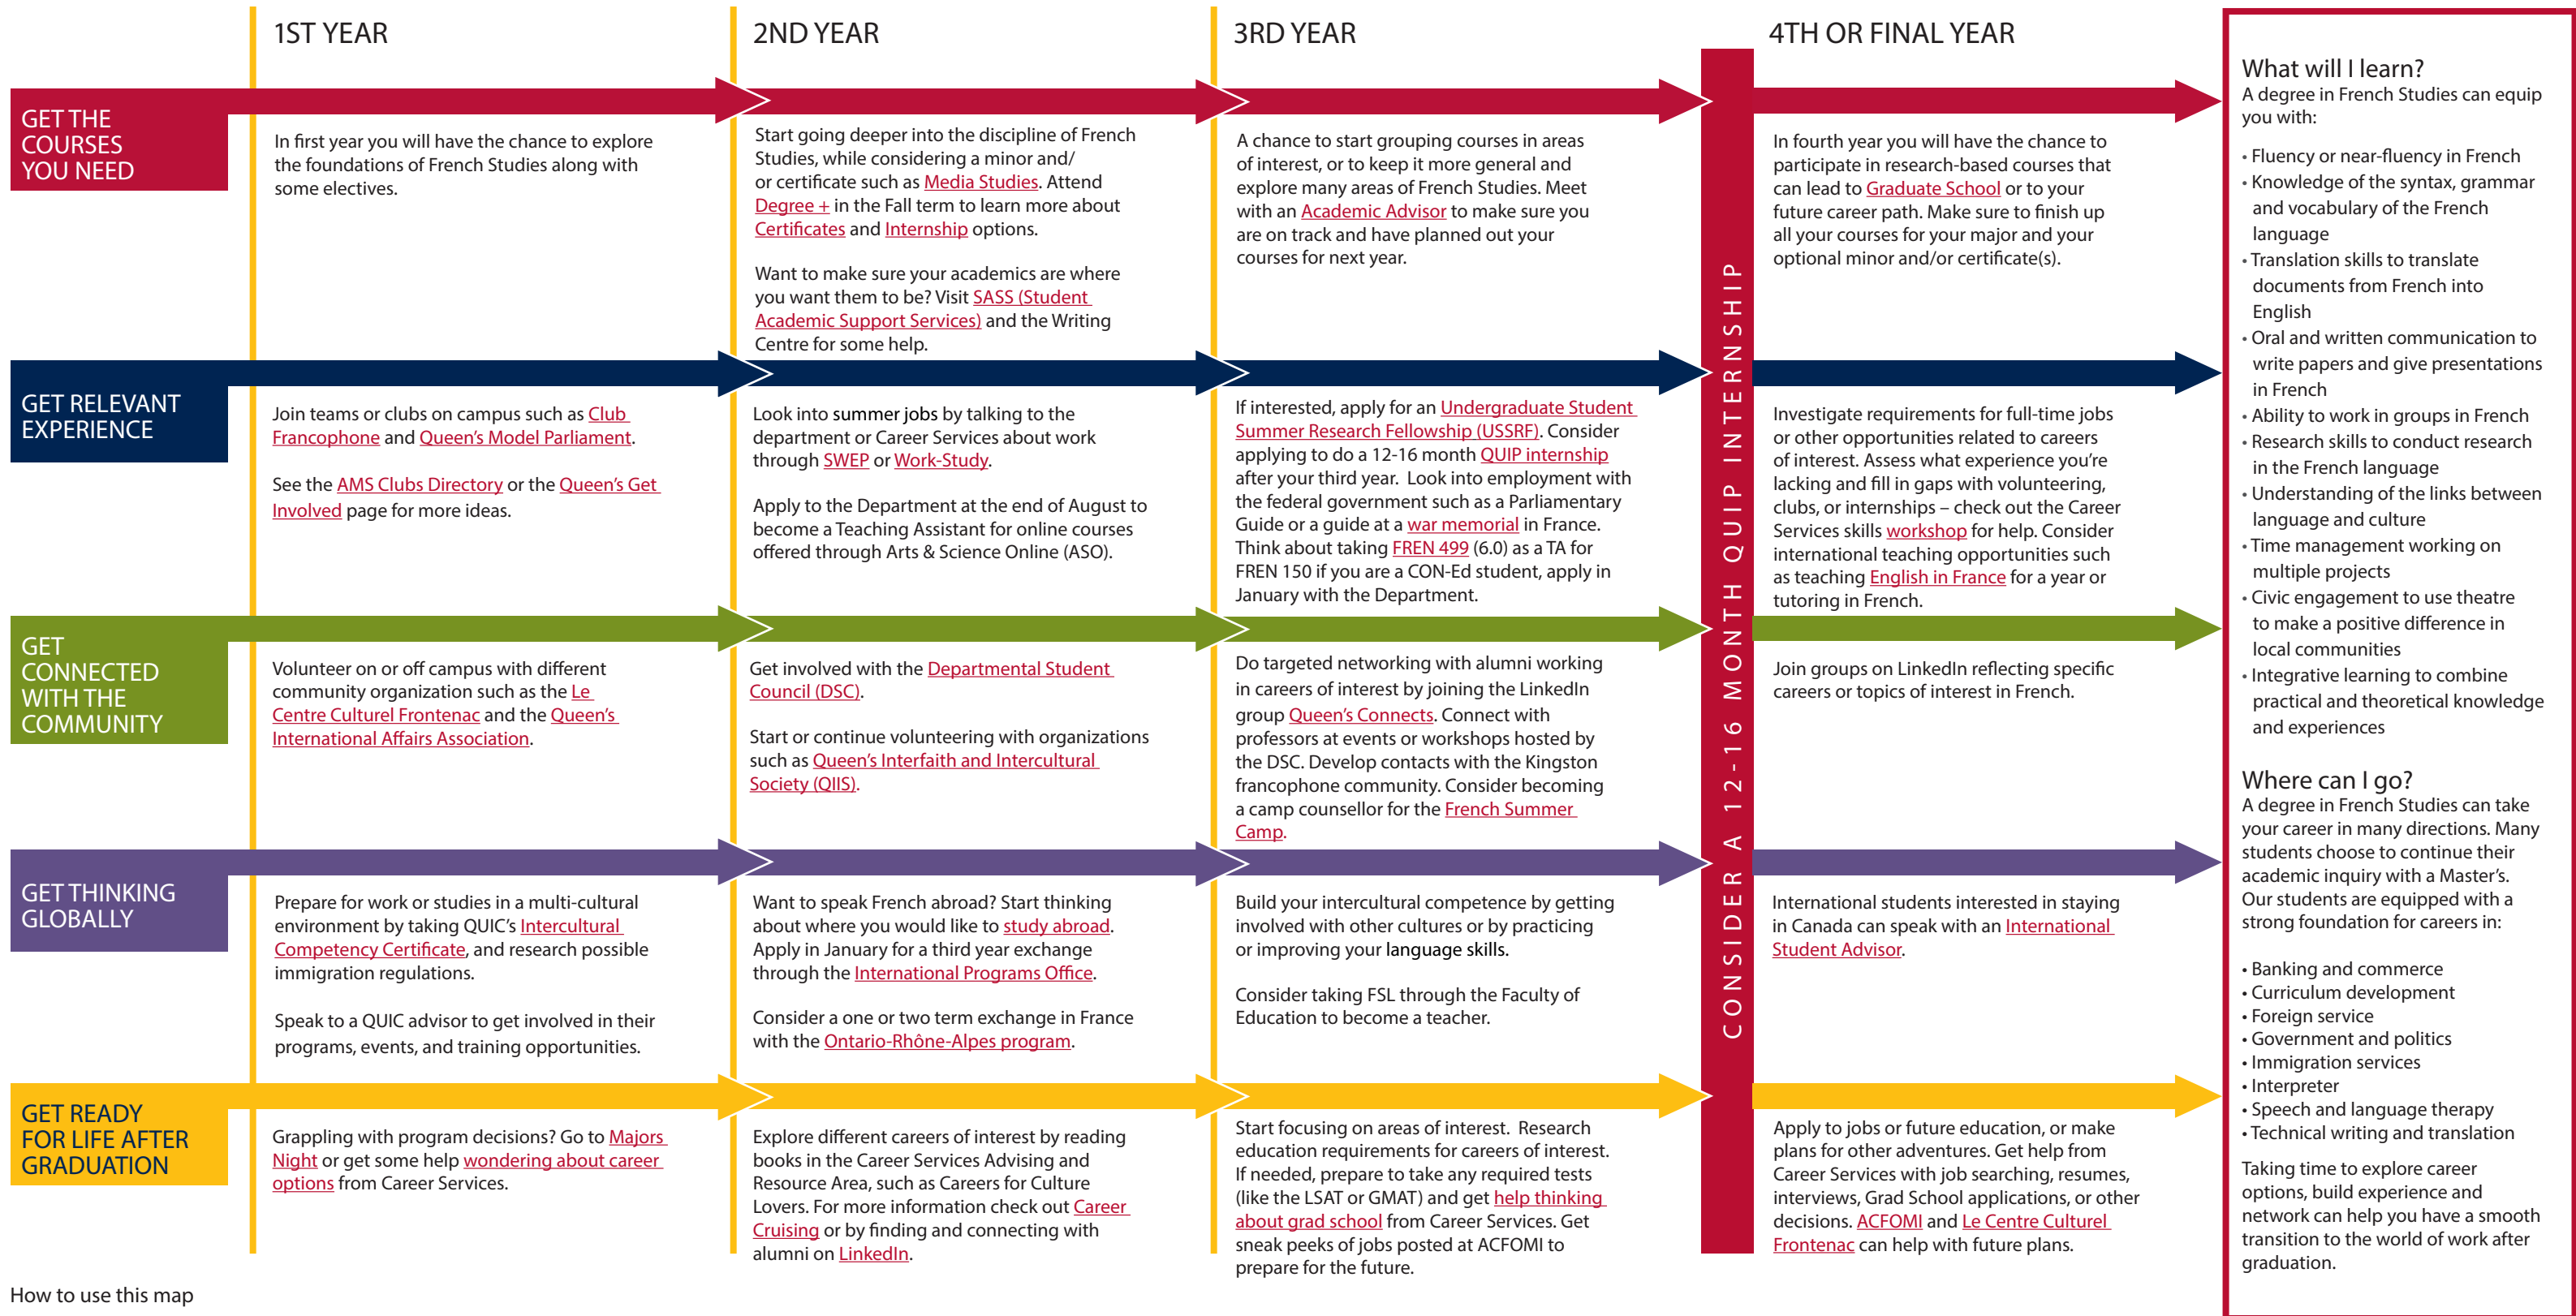 1ST YEAR
2ND YEAR
3RD YEAR
4TH OR FINAL YEAR
GET THE
COURSES
YOU NEED
In first year you will have the chance to explore
the foundations of French Studies along with
some electives.
Start going deeper into the discipline of French
Studies, while considering a minor and/
or certificate such as Media Studies. Attend
Degree + in the Fall term to learn more about
Certificates and Internship options.
Want to make sure your academics are where
you want them to be? Visit SASS (Student
Academic Support Services) and the Writing
Centre for some help.
A chance to start grouping courses in areas
of interest, or to keep it more general and
explore many areas of French Studies. Meet
with an Academic Advisor to make sure you
are on track and have planned out your
courses for next year.
In fourth year you will have the chance to
participate in research-based courses that
can lead to Graduate School or to your
future career path. Make sure to finish up
all your courses for your major and your
optional minor and/or certificate(s).
GET RELEVANT
EXPERIENCE
Join teams or clubs on campus such as Club
Francophone and Queen's Model Parliament.
See the AMS Clubs Directory or the Queen's Get
Involved page for more ideas.
Look into summer jobs by talking to the
department or Career Services about work
through SWEP or Work-Study.
Apply to the Department at the end of August to
become a Teaching Assistant for online courses
offered through Arts & Science Online (ASO).
If interested, apply for an Undergraduate Student
Summer Research Fellowship (USSRF). Consider
applying to do a 12-16 month QUIP internship
after your third year. Look into employment with
the federal government such as a Parliamentary
Guide or a guide at a war memorial in France.
Think about taking FREN 499 (6.0) as a TA for
FREN 150 if you are a CON-Ed student, apply in
January with the Department.
Investigate requirements for full-time jobs
or other opportunities related to careers
of interest. Assess what experience you're
lacking and fill in gaps with volunteering,
clubs, or internships – check out the Career
Services skills workshop for help. Consider
international teaching opportunities such
as teaching English in France for a year or
tutoring in French.
GET
CONNECTED
WITH THE
COMMUNITY
Volunteer on or off campus with different
community organization such as the Le
Centre Culturel Frontenac and the Queen's
International Affairs Association.
Get involved with the Departmental Student
Council (DSC).
Start or continue volunteering with organizations
such as Queen's Interfaith and Intercultural
Society (QIIS).
Do targeted networking with alumni working
in careers of interest by joining the LinkedIn
group Queen's Connects. Connect with
professors at events or workshops hosted by
the DSC. Develop contacts with the Kingston
francophone community. Consider becoming
a camp counsellor for the French Summer
Camp.
Join groups on LinkedIn reflecting specific
careers or topics of interest in French.
GET THINKING
GLOBALLY
Prepare for work or studies in a multi-cultural
environment by taking QUIC's Intercultural
Competency Certificate, and research possible
immigration regulations.
Speak to a QUIC advisor to get involved in their
programs, events, and training opportunities.
Want to speak French abroad? Start thinking
about where you would like to study abroad.
Apply in January for a third year exchange
through the International Programs Office.
Consider a one or two term exchange in France
with the Ontario-Rhône-Alpes program.
Build your intercultural competence by getting
involved with other cultures or by practicing
or improving your language skills.
Consider taking FSL through the Faculty of
Education to become a teacher.
International students interested in staying
in Canada can speak with an International
Student Advisor.
GET READY
FOR LIFE AFTER
GRADUATION
Grappling with program decisions? Go to Majors
Night or get some help wondering about career
options from Career Services.
Explore different careers of interest by reading
books in the Career Services Advising and
Resource Area, such as Careers for Culture
Lovers. For more information check out Career
Cruising or by finding and connecting with
alumni on LinkedIn.
Start focusing on areas of interest. Research
education requirements for careers of interest.
If needed, prepare to take any required tests
(like the LSAT or GMAT) and get help thinking
about grad school from Career Services. Get
sneak peeks of jobs posted at ACFOMI to
prepare for the future.
Apply to jobs or future education, or make
plans for other adventures. Get help from
Career Services with job searching, resumes,
interviews, Grad School applications, or other
decisions. ACFOMI and Le Centre Culturel
Frontenac can help with future plans.
CONSIDER A 12-16 MONTH QUIP INTERNSHIP
What will I learn?
A degree in French Studies can equip
you with:
• Fluency or near-fluency in French
• Knowledge of the syntax, grammar
and vocabulary of the French
language
• Translation skills to translate
documents from French into
English
• Oral and written communication to
write papers and give presentations
in French
• Ability to work in groups in French
• Research skills to conduct research
in the French language
• Understanding of the links between
language and culture
• Time management working on
multiple projects
• Civic engagement to use theatre
to make a positive difference in
local communities
• Integrative learning to combine
practical and theoretical knowledge
and experiences
Where can I go?
A degree in French Studies can take
your career in many directions. Many
students choose to continue their
academic inquiry with a Master's.
Our students are equipped with a
strong foundation for careers in:
• Banking and commerce
• Curriculum development
• Foreign service
• Government and politics
• Immigration services
• Interpreter
• Speech and language therapy
• Technical writing and translation
Taking time to explore career
options, build experience and
network can help you have a smooth
transition to the world of work after
graduation.
How to use this map